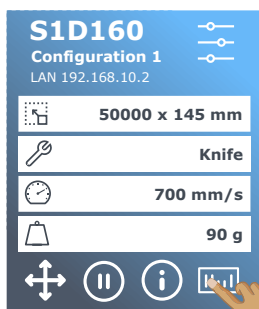 S1D160
Configuration 1
LAN 192.168.10.2
50000 x 145 mm
Knife
700 mm/s
90 g